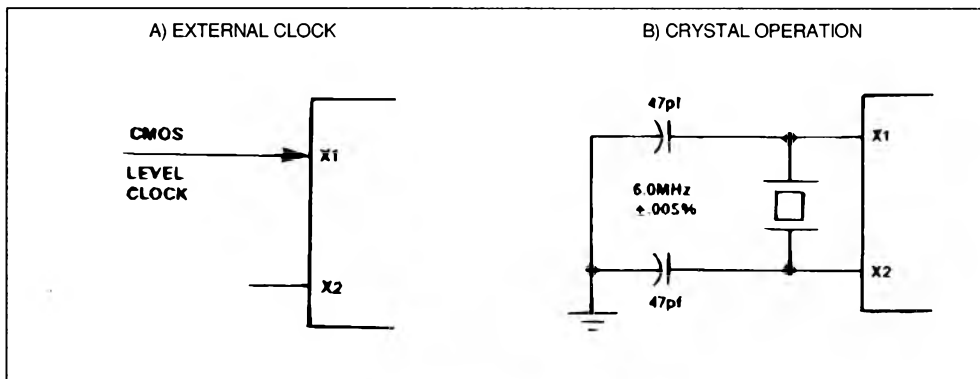 A) EXTERNAL CLOCK
CMOS
LEVEL
CLOCK
X1
X2
B) CRYSTAL OPERATION
47pf
X1
6.0MHz
±.005%
X2
47pf